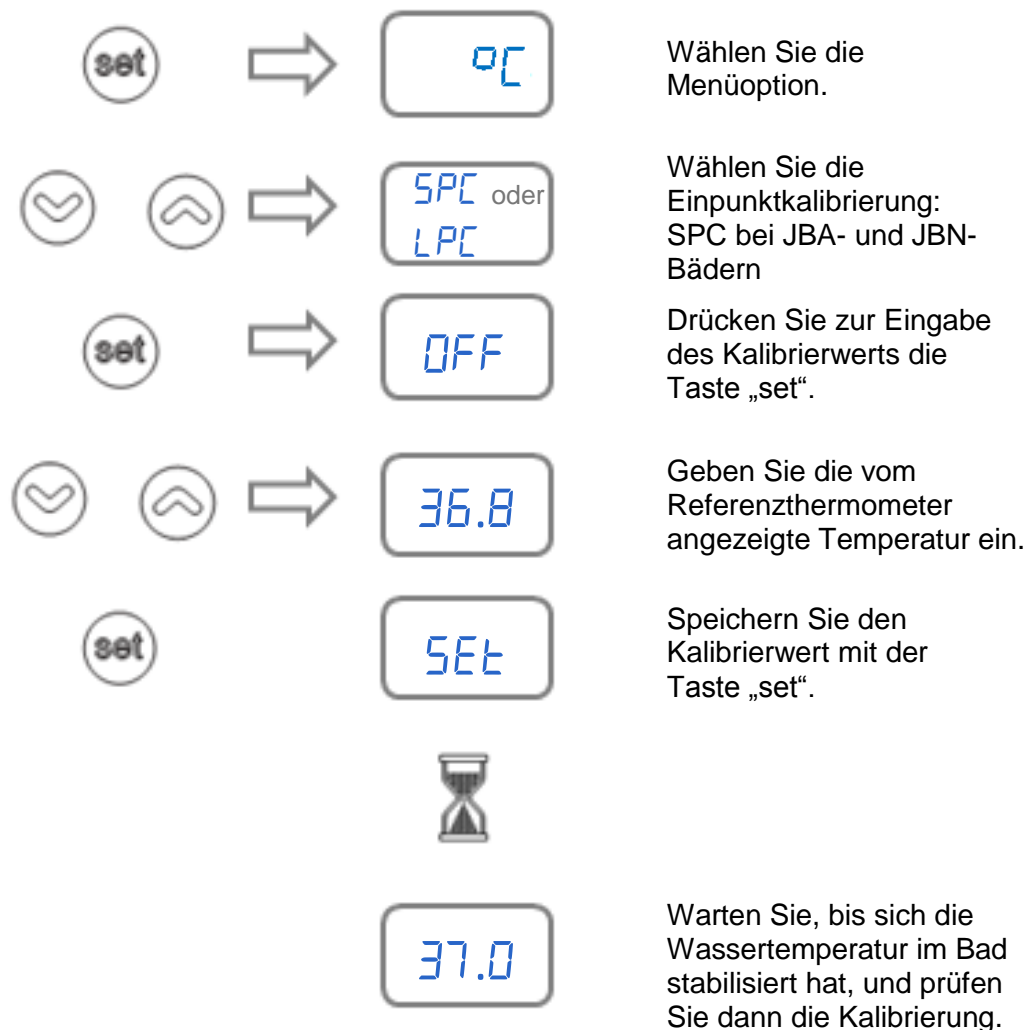 set
°C
Wählen Sie die
Menüoption.
SPC oder
LPC
Wählen Sie die
Einpunktkalibrierung:
SPC bei JBA- und JBN-
Bädern
set
OFF
Drücken Sie zur Eingabe
des Kalibrierwerts die
Taste „set“.
36.8
Geben Sie die vom
Referenzthermometer
angezeigte Temperatur ein.
set
SEt
Speichern Sie den
Kalibrierwert mit der
Taste „set“.
37.0
Warten Sie, bis sich die
Wassertemperatur im Bad
stabilisiert hat, und prüfen
Sie dann die Kalibrierung.